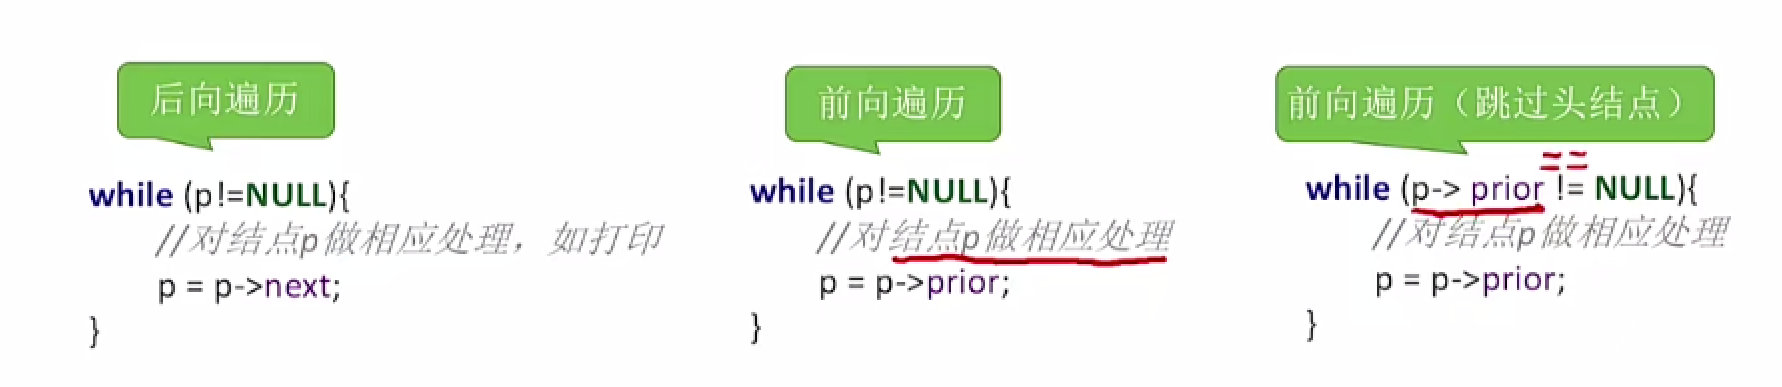 后向遍历
while (p!=NULL){
//对结点p做相应处理，如打印
p = p->next;
}
前向遍历
while (p!=NULL){
//对结点p做相应处理
p = p->prior;
}
前向遍历（跳过头结点）
==
while (p-> prior != NULL){
//对结点p做相应处理
p = p->prior;
}